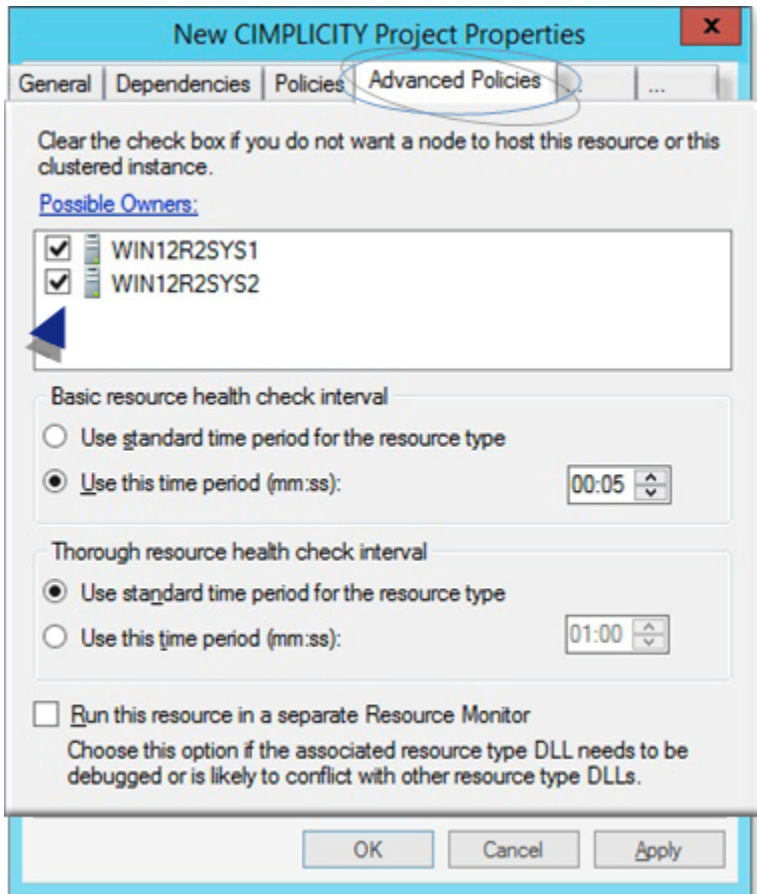 New CIMPLICITY Project Properties
x
General
Dependencies
Policies
Advanced Policies
...
...
Clear the check box if you do not want a node to host this resource or this
clustered instance.
Possible Owners:
WIN12R2SYS1
WIN12R2SYS2
Basic resource health check interval
Use standard time period for the resource type
Use this time period (mm:ss):
00:05
Thorough resource health check interval
Use standard time period for the resource type
Use this time period (mm:ss):
01:00
Run this resource in a separate Resource Monitor
Choose this option if the associated resource type DLL needs to be
debugged or is likely to conflict with other resource type DLLs.
OK
Cancel
Apply